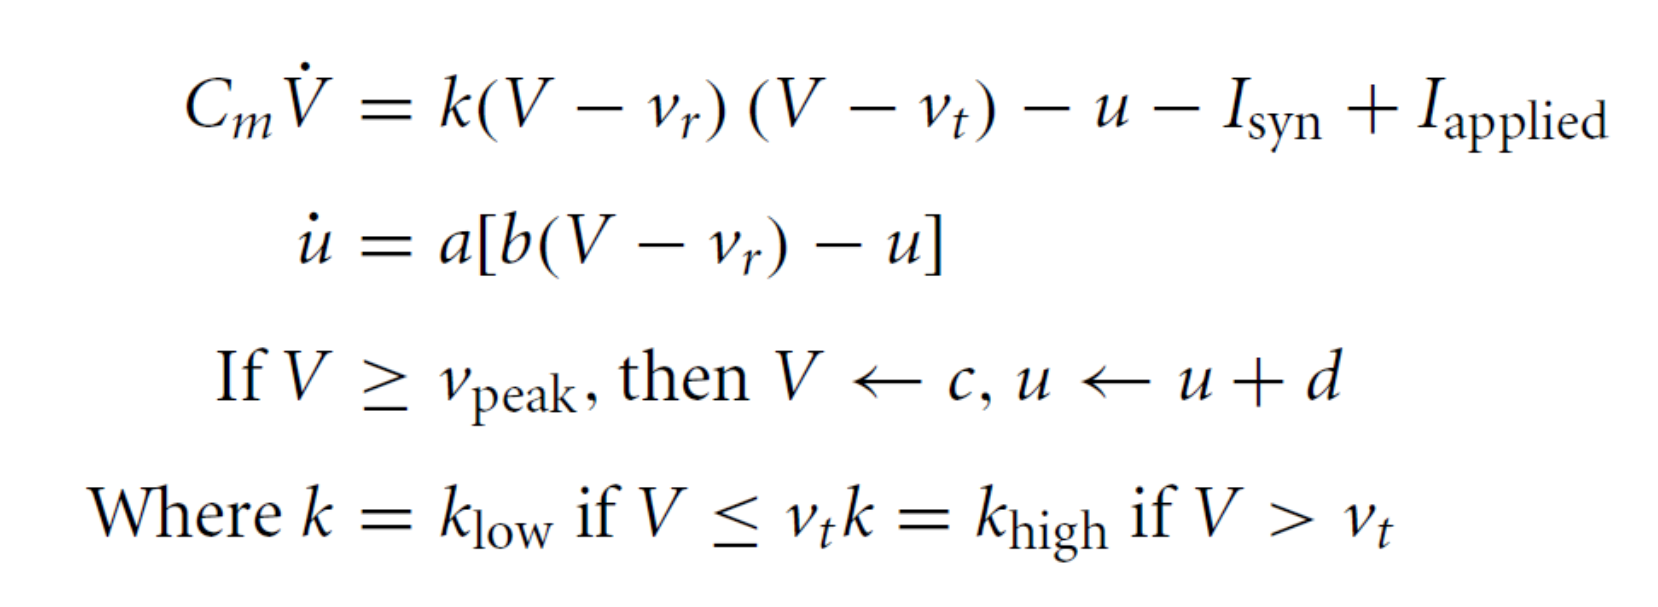 C_m V̇ = k(V − v_r) (V − v_t) − u − I_syn + I_applied
u̇ = a[b(V − v_r) − u]
If V ≥ v_peak, then V ← c, u ← u + d
Where k = k_low if V ≤ v_t k = k_high if V > v_t